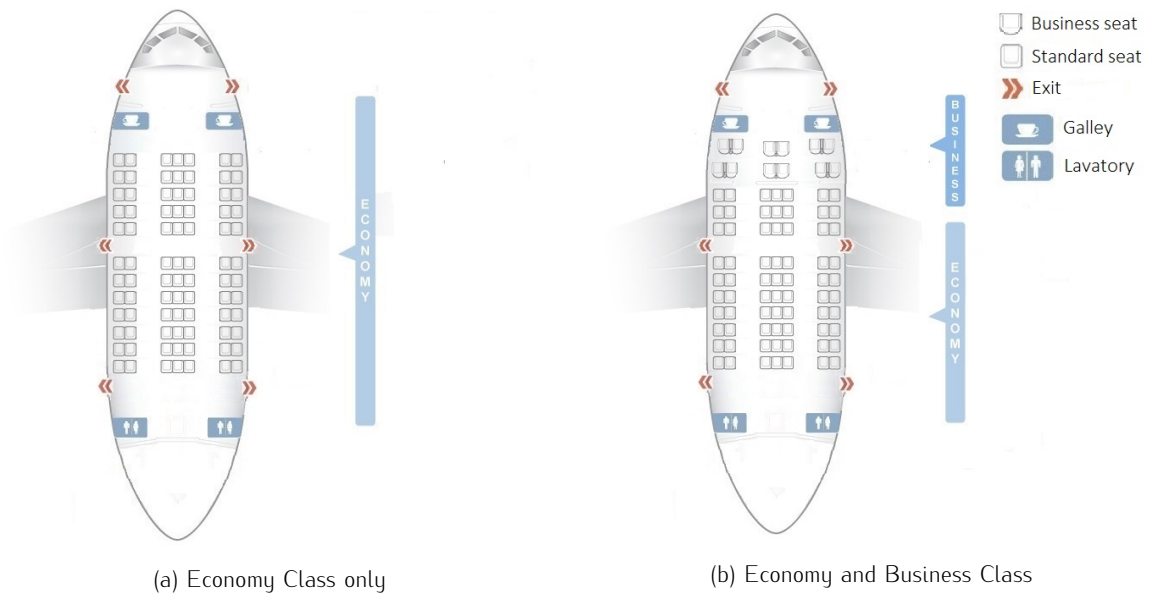 Business seat
Standard seat
Exit
Galley
Lavatory
ECONOMY
BUSINESS
ECONOMY
(a) Economy Class only
(b) Economy and Business Class